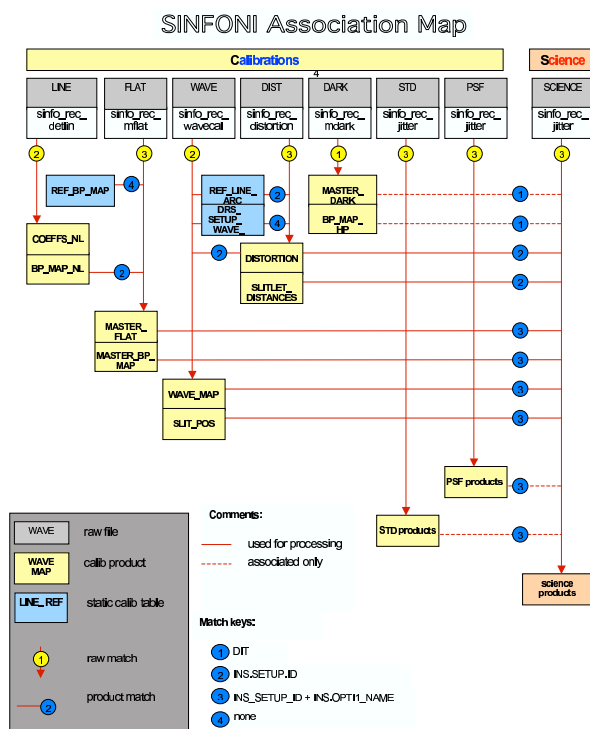 SINFONI Association Map
Calibrations
Science
4
LINE
FLAT
WAVE
DIST
DARK
STD
PSF
SCIENCE
sinfo_rec_
detlin
sinfo_rec_
mflat
sinfo_rec_
wavecall
sinfo_rec_
distortion
sinfo_rec_
mdark
sinfo_rec_
jitter
sinfo_rec_
jitter
sinfo_rec_
jitter
2
3
2
3
1
3
3
3
REF_BP_MAP
4
REF_LINE_
ARC
2
DRS_
SETUP_
WAVE_
4
MASTER_
DARK
1
BP_MAP_
HP
1
COEFFS_NL
BP_MAP_NL
2
2
DISTORTION
2
SLITLET_
DISTANCES
2
MASTER_
FLAT
3
MASTER_BP_
MAP
3
WAVE_MAP
3
SLIT_POS
3
PSF products
3
STD products
3
science
products
WAVE
raw file
WAVE
MAP
calib product
LINE_REF
static calib table
1
raw match
2
product match
Comments:
used for processing
associated only
Match keys:
1 DIT
2 INS.SETUP.ID
3 INS_SETUP_ID + INS.OPTI1_NAME
4 none